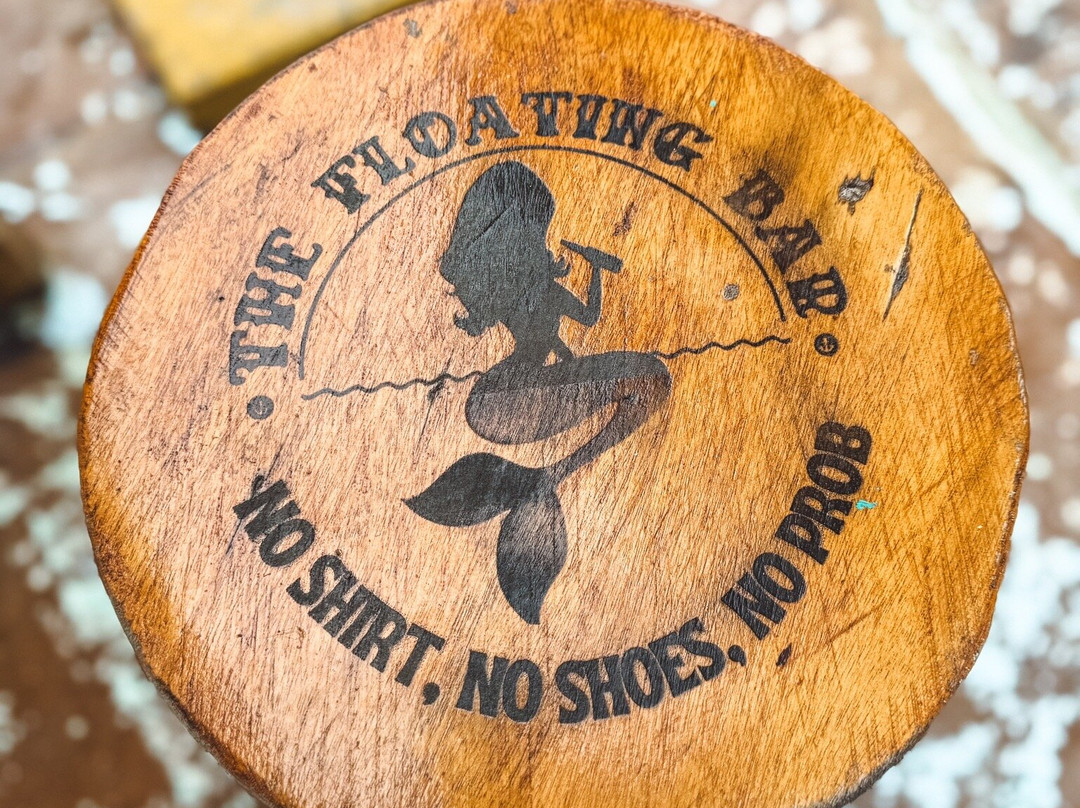 THE FLOATING BAR
NO SHIRT, NO SHOES, NO PROB